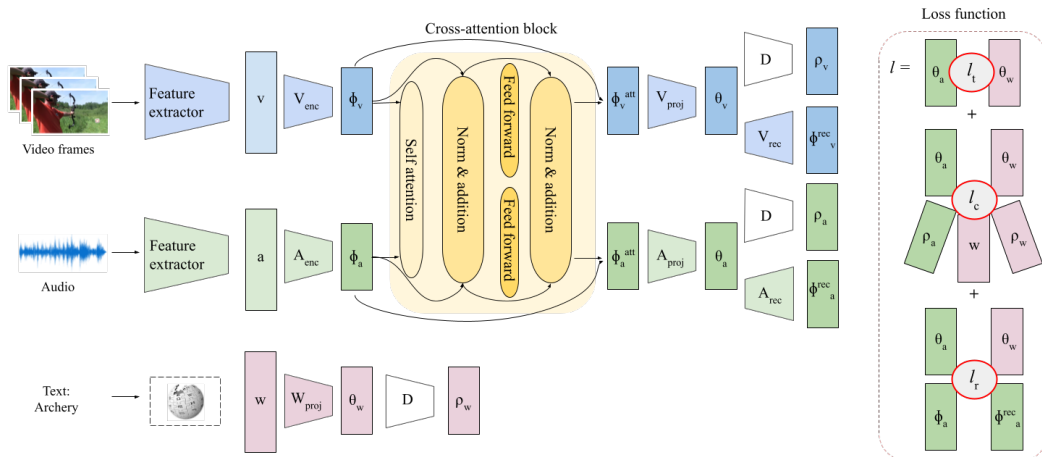 Cross-attention block
Loss function
Video frames
Feature
extractor
v
V_enc
ϕ_v
Self attention
Norm & addition
Feed forward
Norm & addition
ϕ_v^att
V_proj
θ_v
D
ρ_v
V_rec
ϕ^rec_v
Audio
Feature
extractor
a
A_enc
ϕ_a
Feed forward
ϕ_a^att
A_proj
θ_a
D
ρ_a
A_rec
ϕ^rec_a
Text:
Archery
w
W_proj
θ_w
D
ρ_w
l =
θ_a
l_t
θ_w
+
θ_a
θ_w
l_c
ρ_a
w
ρ_w
+
θ_a
θ_w
l_r
ϕ_a
ϕ^rec_a